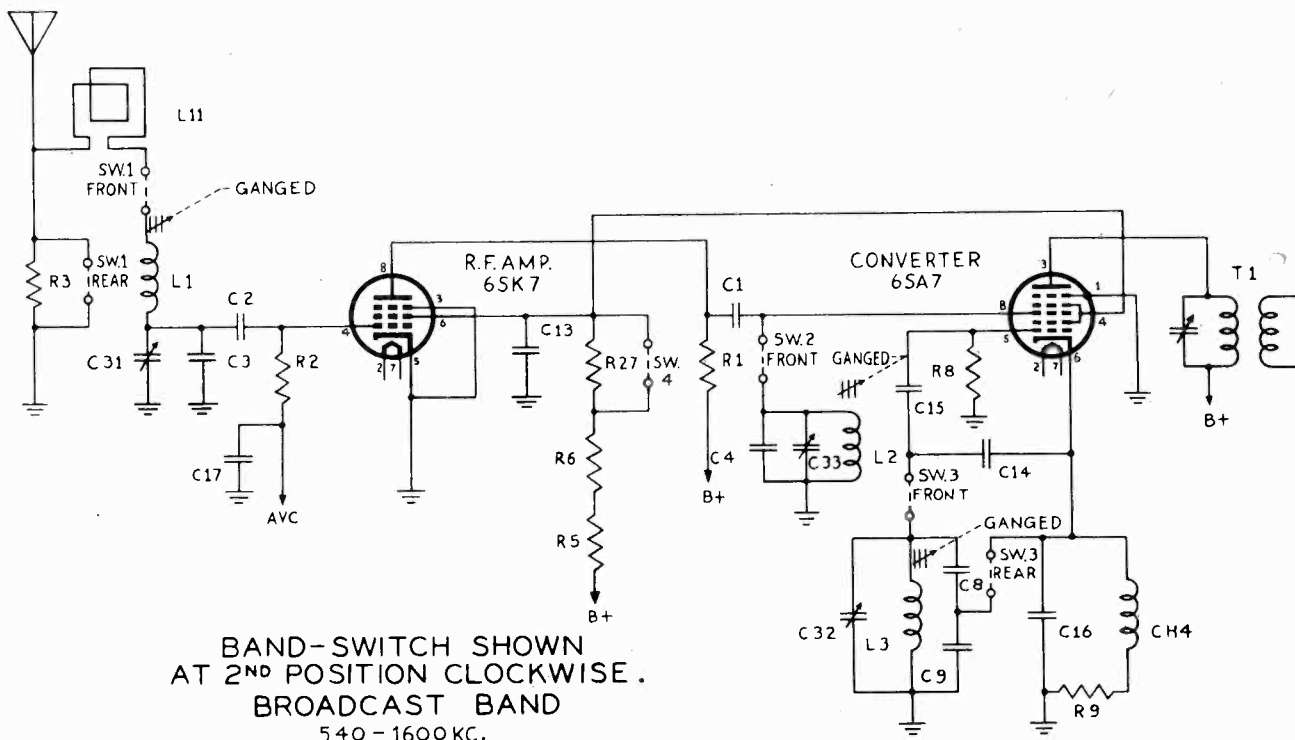 L11
SW.1
FRONT
GANGED
R3
SW.1
REAR
L1
C2
C31
C3
R2
C17
AVC
R.F. AMP.
6SK7
8
4
3
6
5
2
7
C13
R27
SW.
4
R6
R5
B+
R1
B+
C1
SW.2
FRONT
C4
C33
L2
GANGED
CONVERTER
6SA7
3
1
8
4
5
6
2
7
R8
C15
C14
SW.3
FRONT
GANGED
C32
L3
C8
C9
SW.3
REAR
C16
CH4
R9
T1
B+
BAND-SWITCH SHOWN
AT 2ND POSITION CLOCKWISE.
BROADCAST BAND
540-1600KC.